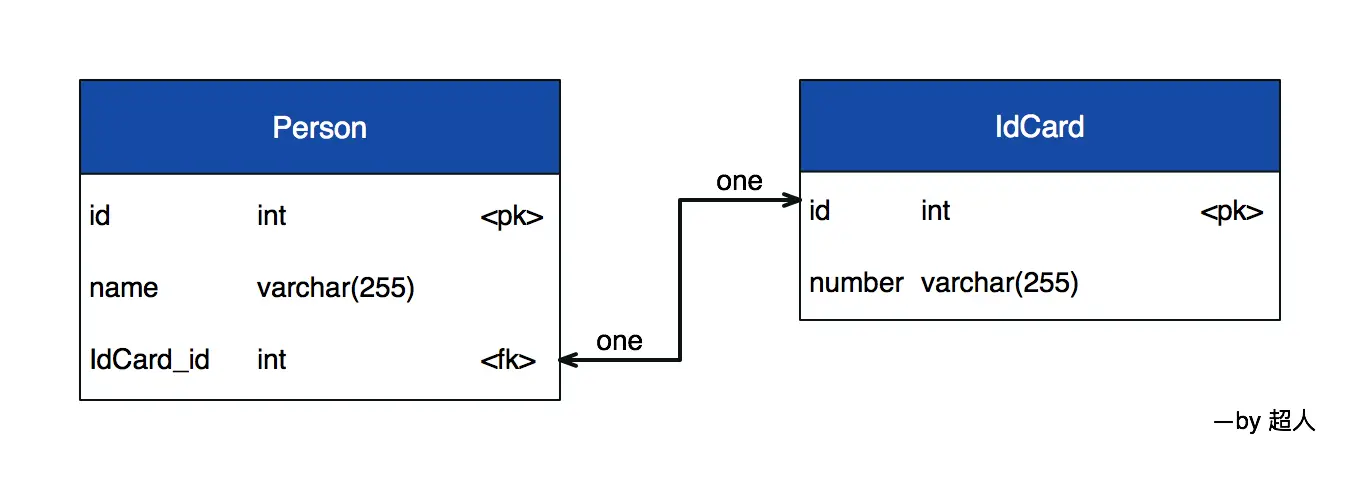 Person
id int <pk>
name varchar(255)
IdCard_id int <fk>
one
one
IdCard
id int <pk>
number varchar(255)
—by 超人